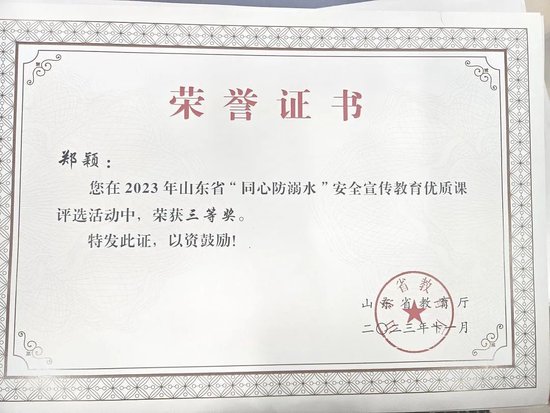 荣誉证书
郑颖：
您在2023年山东省“同心防溺水”安全宣传教育优质课
评选活动中，荣获三等奖。
特发此证，以资鼓励!
山东省教育厅
二〇二三年十一月